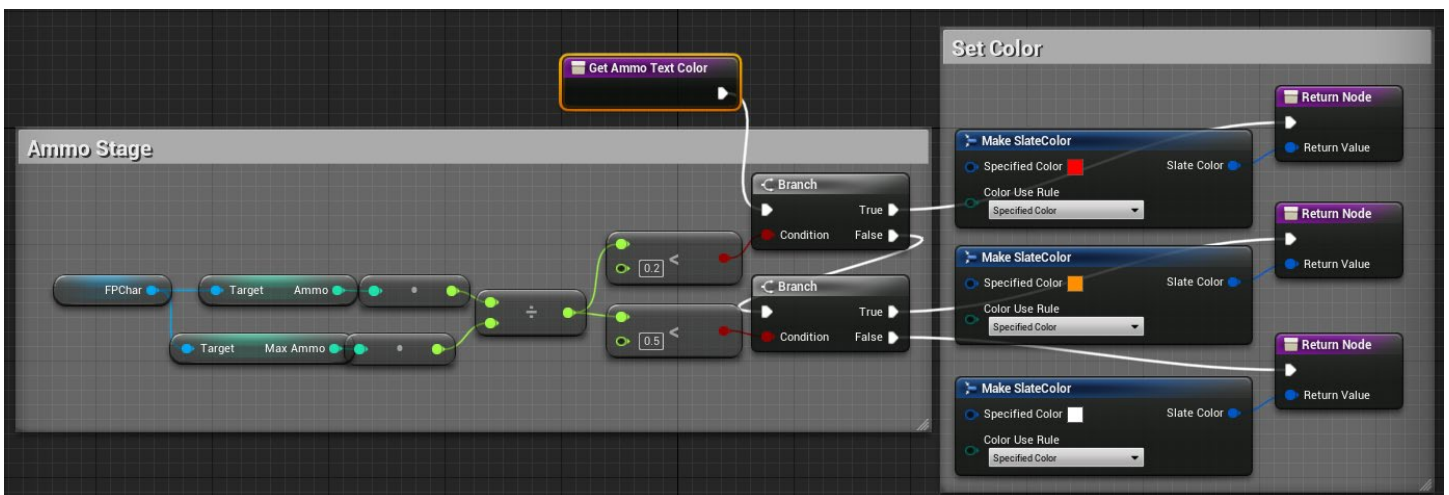 Get Ammo Text Color
Ammo Stage
FPChar
Target Ammo
Target Max Ammo
÷
0.2 <
0.5 <
Branch
True
Condition False
Branch
True
Condition False
Set Color
Make SlateColor
Specified Color Slate Color
Color Use Rule
Specified Color
Return Node
Return Value
Make SlateColor
Specified Color Slate Color
Color Use Rule
Specified Color
Return Node
Return Value
Make SlateColor
Specified Color Slate Color
Color Use Rule
Specified Color
Return Node
Return Value